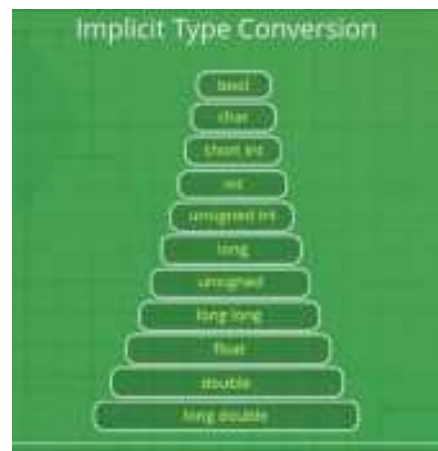 Implicit Type Conversion
bool
char
short int
int
unsigned int
long
unsigned
long long
float
double
long double